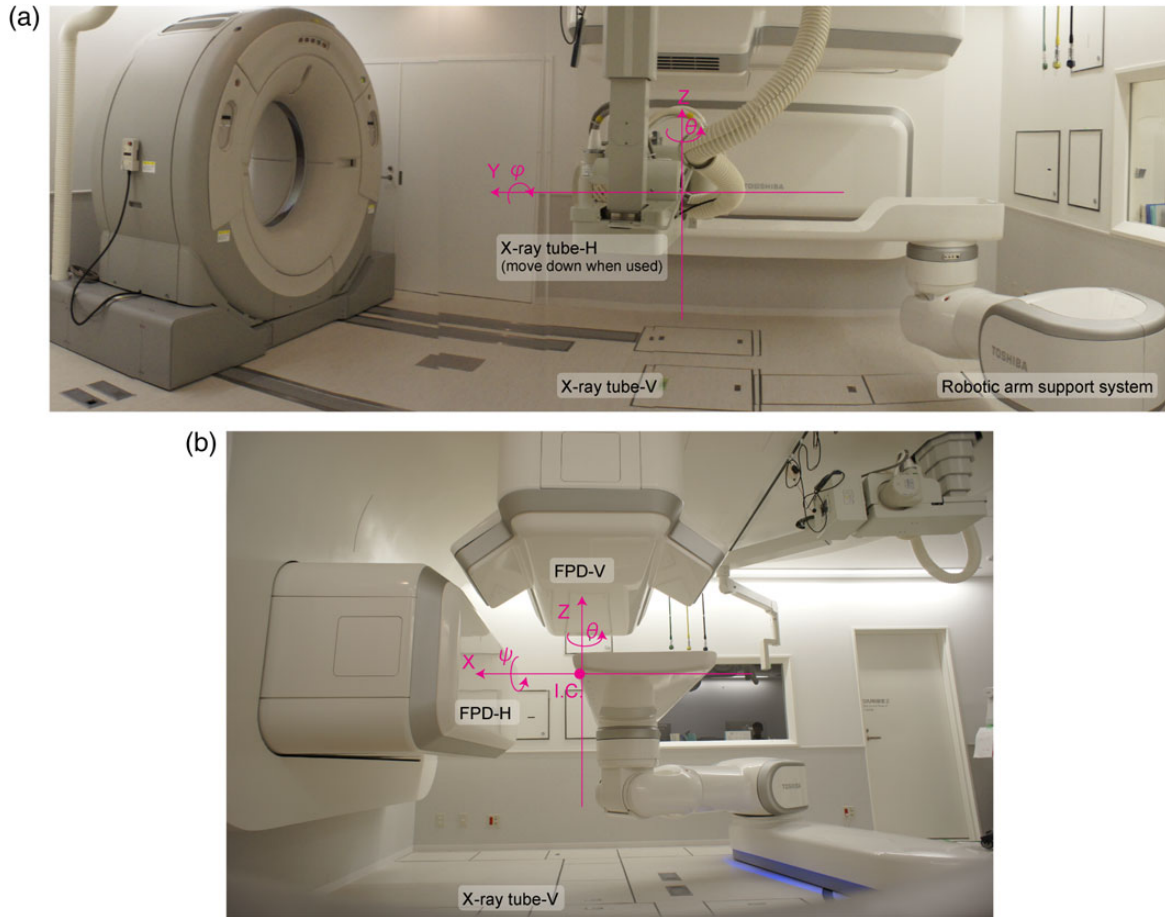 (a)
Z
θ
Y φ
TOSHIBA
X-ray tube-H
(move down when used)
TOSHIBA
X-ray tube-V
Robotic arm support system
(b)
FPD-V
Z
θ
X ψ
I.C.
FPD-H
TOSHIBA
X-ray tube-V